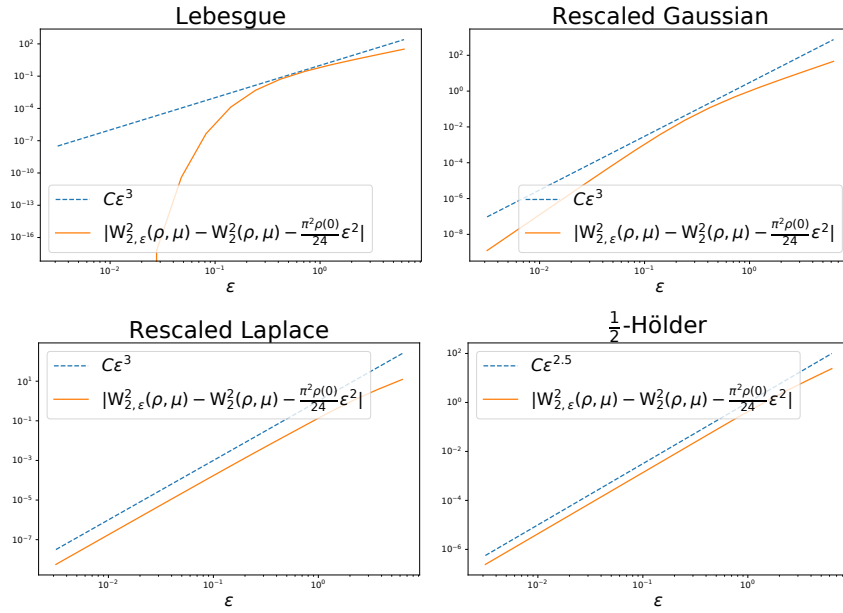 Lebesgue
10^2
10^{-1}
10^{-4}
10^{-7}
10^{-10}
10^{-13}
10^{-16}
Cε^3
|W^2_{2,ε}(ρ, μ) − W^2_2(ρ, μ) − \frac{π^2ρ(0)}{24}ε^2|
10^{-2} 10^{-1} 10^0
ε
Rescaled Gaussian
10^2
10^0
10^{-2}
10^{-4}
10^{-6}
10^{-8}
Cε^3
|W^2_{2,ε}(ρ, μ) − W^2_2(ρ, μ) − \frac{π^2ρ(0)}{24}ε^2|
10^{-2} 10^{-1} 10^0
ε
Rescaled Laplace
10^1
10^{-1}
10^{-3}
10^{-5}
10^{-7}
Cε^3
|W^2_{2,ε}(ρ, μ) − W^2_2(ρ, μ) − \frac{π^2ρ(0)}{24}ε^2|
10^{-2} 10^{-1} 10^0
ε
\frac{1}{2}-Hölder
10^2
10^0
10^{-2}
10^{-4}
10^{-6}
Cε^{2.5}
|W^2_{2,ε}(ρ, μ) − W^2_2(ρ, μ) − \frac{π^2ρ(0)}{24}ε^2|
10^{-2} 10^{-1} 10^0
ε